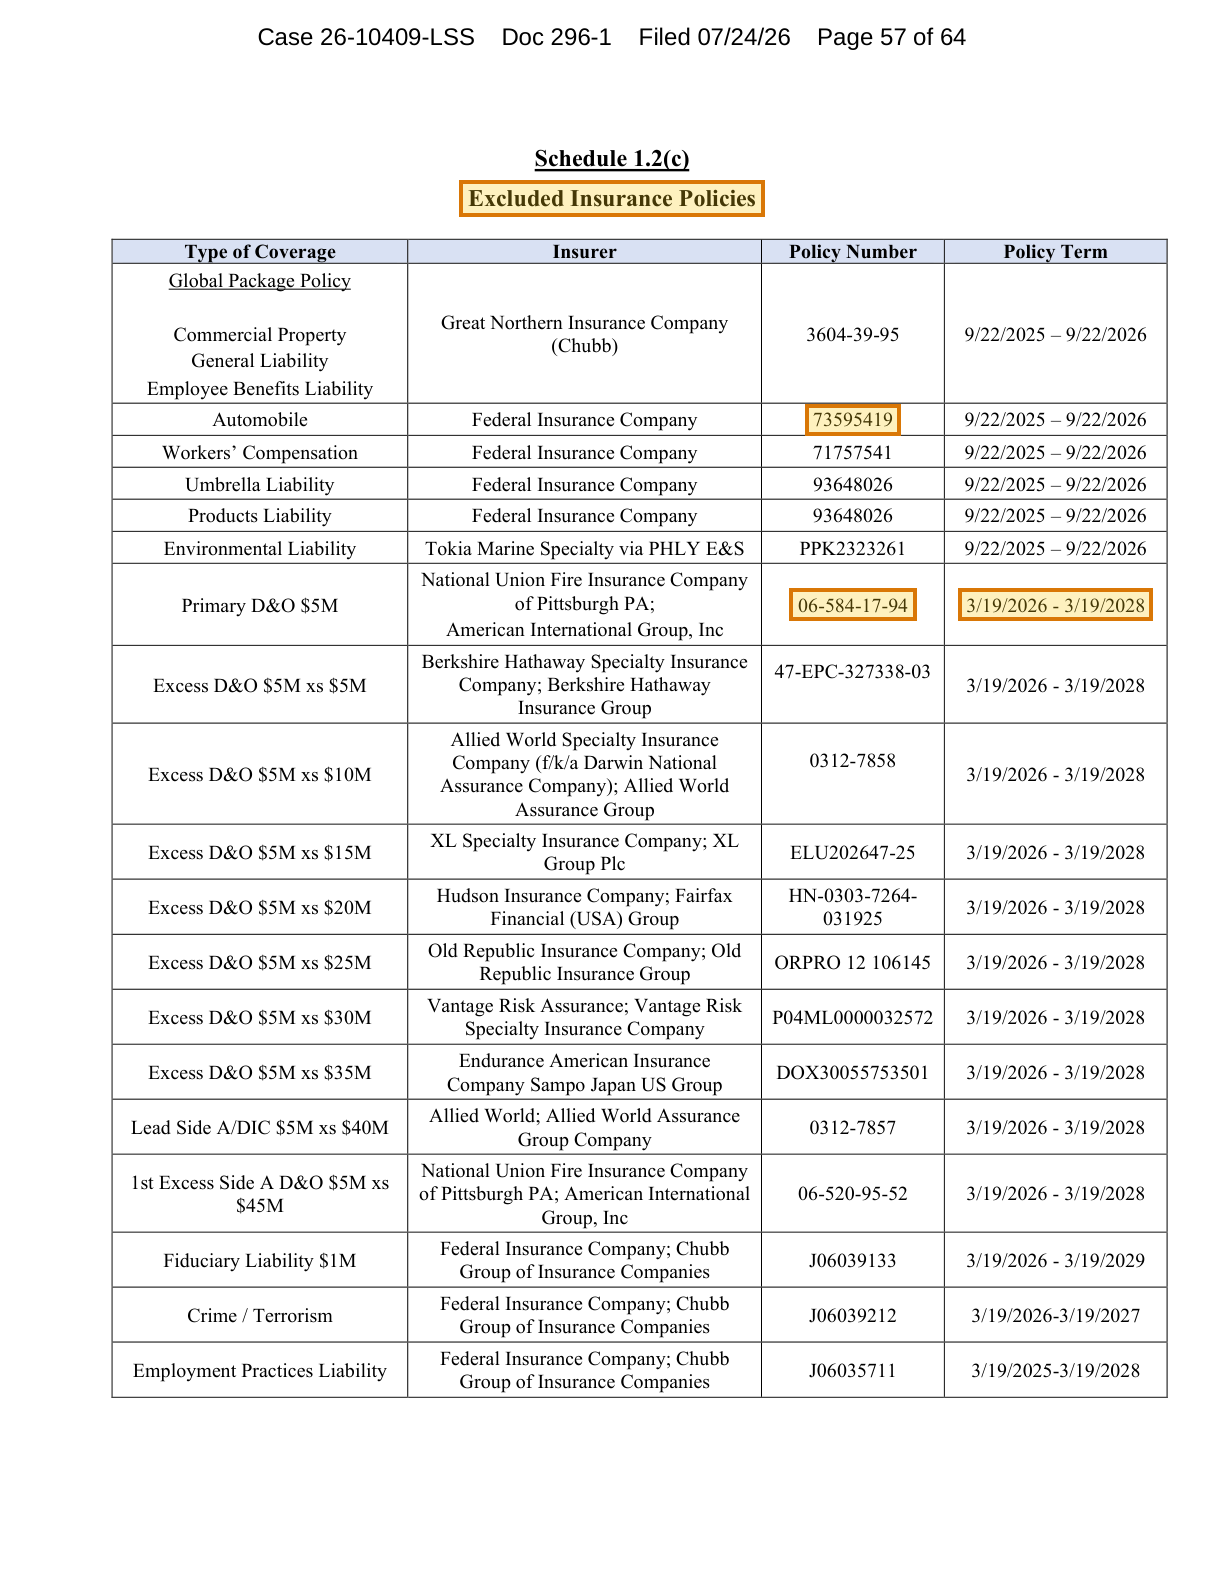 Case 26-10409-LSS Doc 296-1 Filed 07/24/26 Page 57 of 64
Schedule 1.2(c)
Excluded Insurance Policies
Type of Coverage Insurer Policy Number Policy Term
Global Package Policy
Commercial Property
General Liability
Employee Benefits Liability
Great Northern Insurance Company
(Chubb)
3604-39-95
9/22/2025 – 9/22/2026
Automobile Federal Insurance Company 73595419 9/22/2025 – 9/22/2026
Workers’ Compensation Federal Insurance Company 71757541 9/22/2025 – 9/22/2026
Umbrella Liability Federal Insurance Company 93648026 9/22/2025 – 9/22/2026
Products Liability Federal Insurance Company 93648026 9/22/2025 – 9/22/2026
Environmental Liability Tokia Marine Specialty via PHLY E&S PPK2323261 9/22/2025 – 9/22/2026
Primary D&O $5M
National Union Fire Insurance Company
of Pittsburgh PA;
American International Group, Inc
06-584-17-94
3/19/2026 - 3/19/2028
Excess D&O $5M xs $5M
Berkshire Hathaway Specialty Insurance
Company; Berkshire Hathaway
Insurance Group
47-EPC-327338-03
3/19/2026 - 3/19/2028
Excess D&O $5M xs $10M
Allied World Specialty Insurance
Company (f/k/a Darwin National
Assurance Company); Allied World
Assurance Group
0312-7858
3/19/2026 - 3/19/2028
Excess D&O $5M xs $15M
XL Specialty Insurance Company; XL
Group Plc
ELU202647-25
3/19/2026 - 3/19/2028
Excess D&O $5M xs $20M
Hudson Insurance Company; Fairfax
Financial (USA) Group
HN-0303-7264-
031925
3/19/2026 - 3/19/2028
Excess D&O $5M xs $25M
Old Republic Insurance Company; Old
Republic Insurance Group
ORPRO 12 106145
3/19/2026 - 3/19/2028
Excess D&O $5M xs $30M
Vantage Risk Assurance; Vantage Risk
Specialty Insurance Company
P04ML0000032572
3/19/2026 - 3/19/2028
Excess D&O $5M xs $35M
Endurance American Insurance
Company Sampo Japan US Group
DOX30055753501
3/19/2026 - 3/19/2028
Lead Side A/DIC $5M xs $40M
Allied World; Allied World Assurance
Group Company
0312-7857
3/19/2026 - 3/19/2028
1st Excess Side A D&O $5M xs
$45M
National Union Fire Insurance Company
of Pittsburgh PA; American International
Group, Inc
06-520-95-52
3/19/2026 - 3/19/2028
Fiduciary Liability $1M
Federal Insurance Company; Chubb
Group of Insurance Companies
J06039133
3/19/2026 - 3/19/2029
Crime / Terrorism
Federal Insurance Company; Chubb
Group of Insurance Companies
J06039212
3/19/2026-3/19/2027
Employment Practices Liability
Federal Insurance Company; Chubb
Group of Insurance Companies
J06035711
3/19/2025-3/19/2028